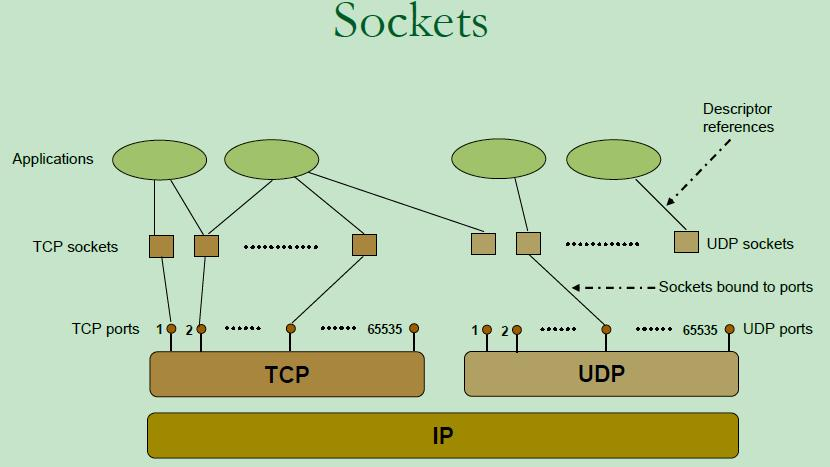 Sockets
Descriptor
references
Applications
TCP sockets
UDP sockets
Sockets bound to ports
TCP ports 1 2 65535 1 2 65535 UDP ports
TCP UDP
IP